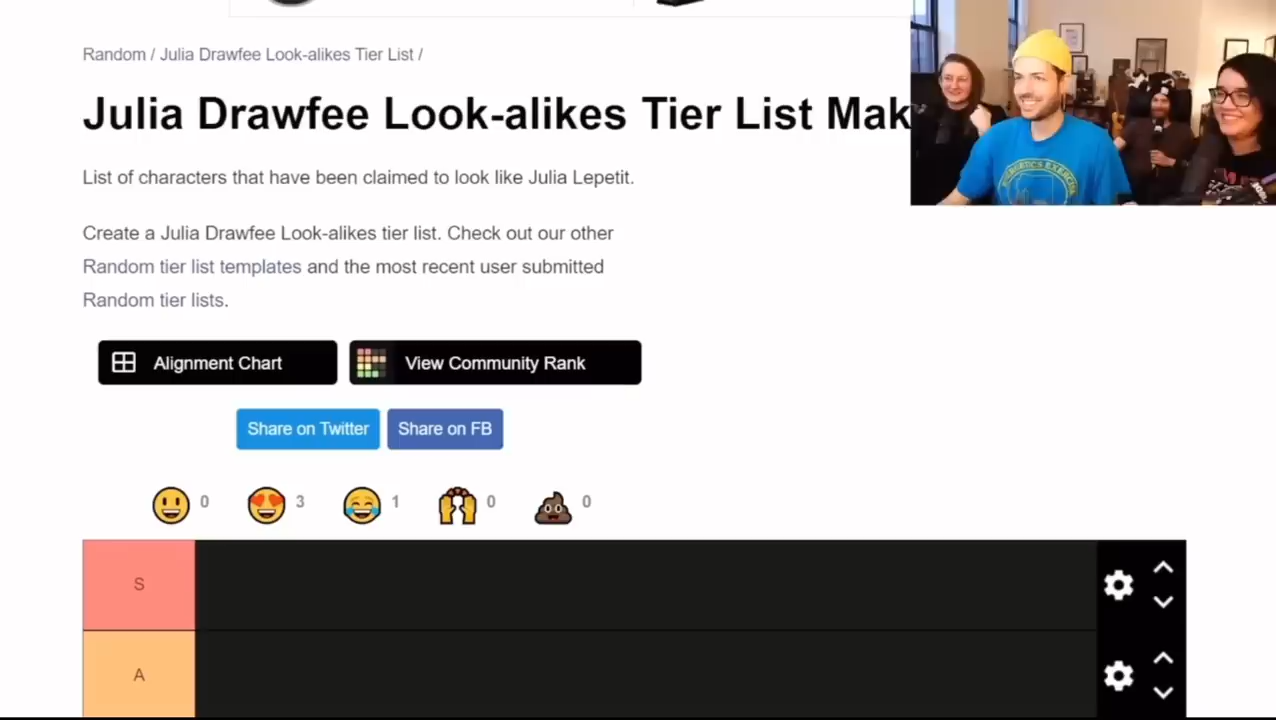 Random / Julia Drawfee Look-alikes Tier List /
Julia Drawfee Look-alikes Tier List Mak
List of characters that have been claimed to look like Julia Lepetit.
Create a Julia Drawfee Look-alikes tier list. Check out our other
Random tier list templates and the most recent user submitted
Random tier lists.
Alignment Chart
View Community Rank
Share on Twitter
Share on FB
0
3
1
0
0
S
A